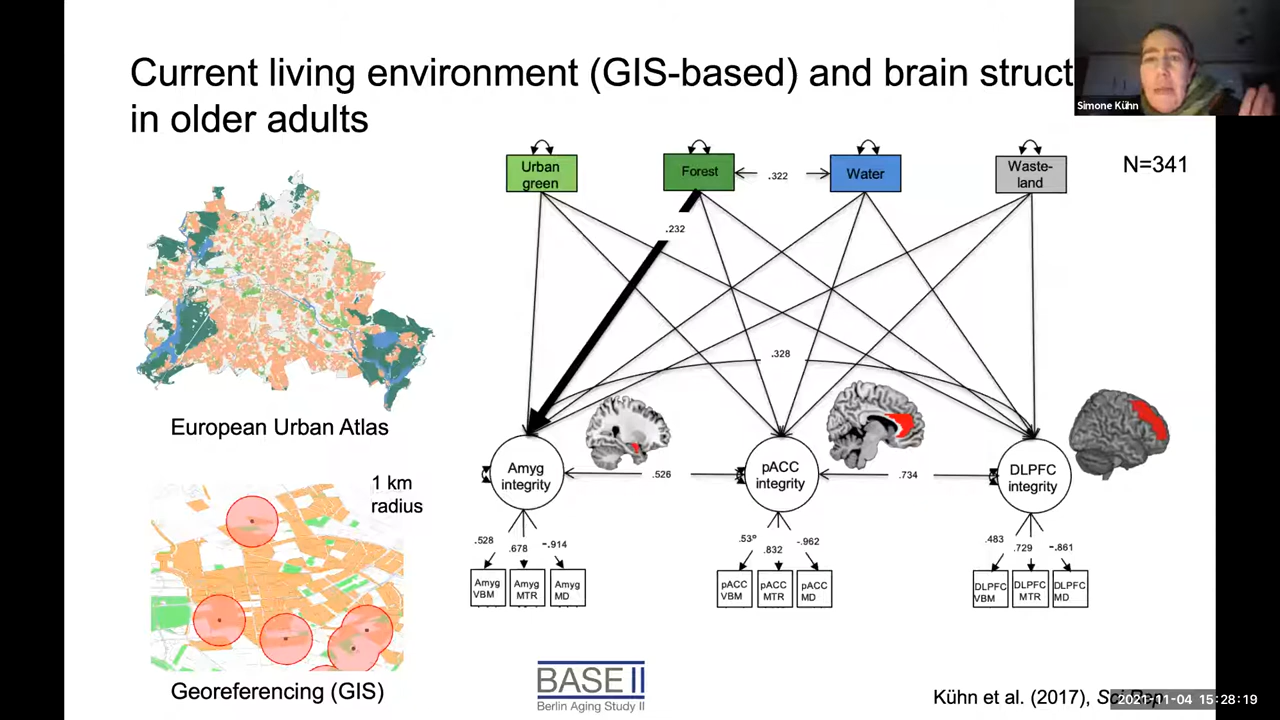 Current living environment (GIS-based) and brain struct
in older adults
Simone Kühn
N=341
Urban
green
Forest
.322
Water
Waste-
land
.232
.328
European Urban Atlas
1 km
radius
Amyg
integrity
.526
pACC
integrity
.734
DLPFC
integrity
.528
.678
-.914
.53
.832
-.962
.483
.729
-.861
Amyg
VBM
Amyg
MTR
Amyg
MD
pACC
VBM
pACC
MTR
pACC
MD
DLPFC
VBM
DLPFC
MTR
DLPFC
MD
Georeferencing (GIS)
BASE II
Berlin Aging Study II
Kühn et al. (2017), Sci Rep
2021-11-04 15:28:19